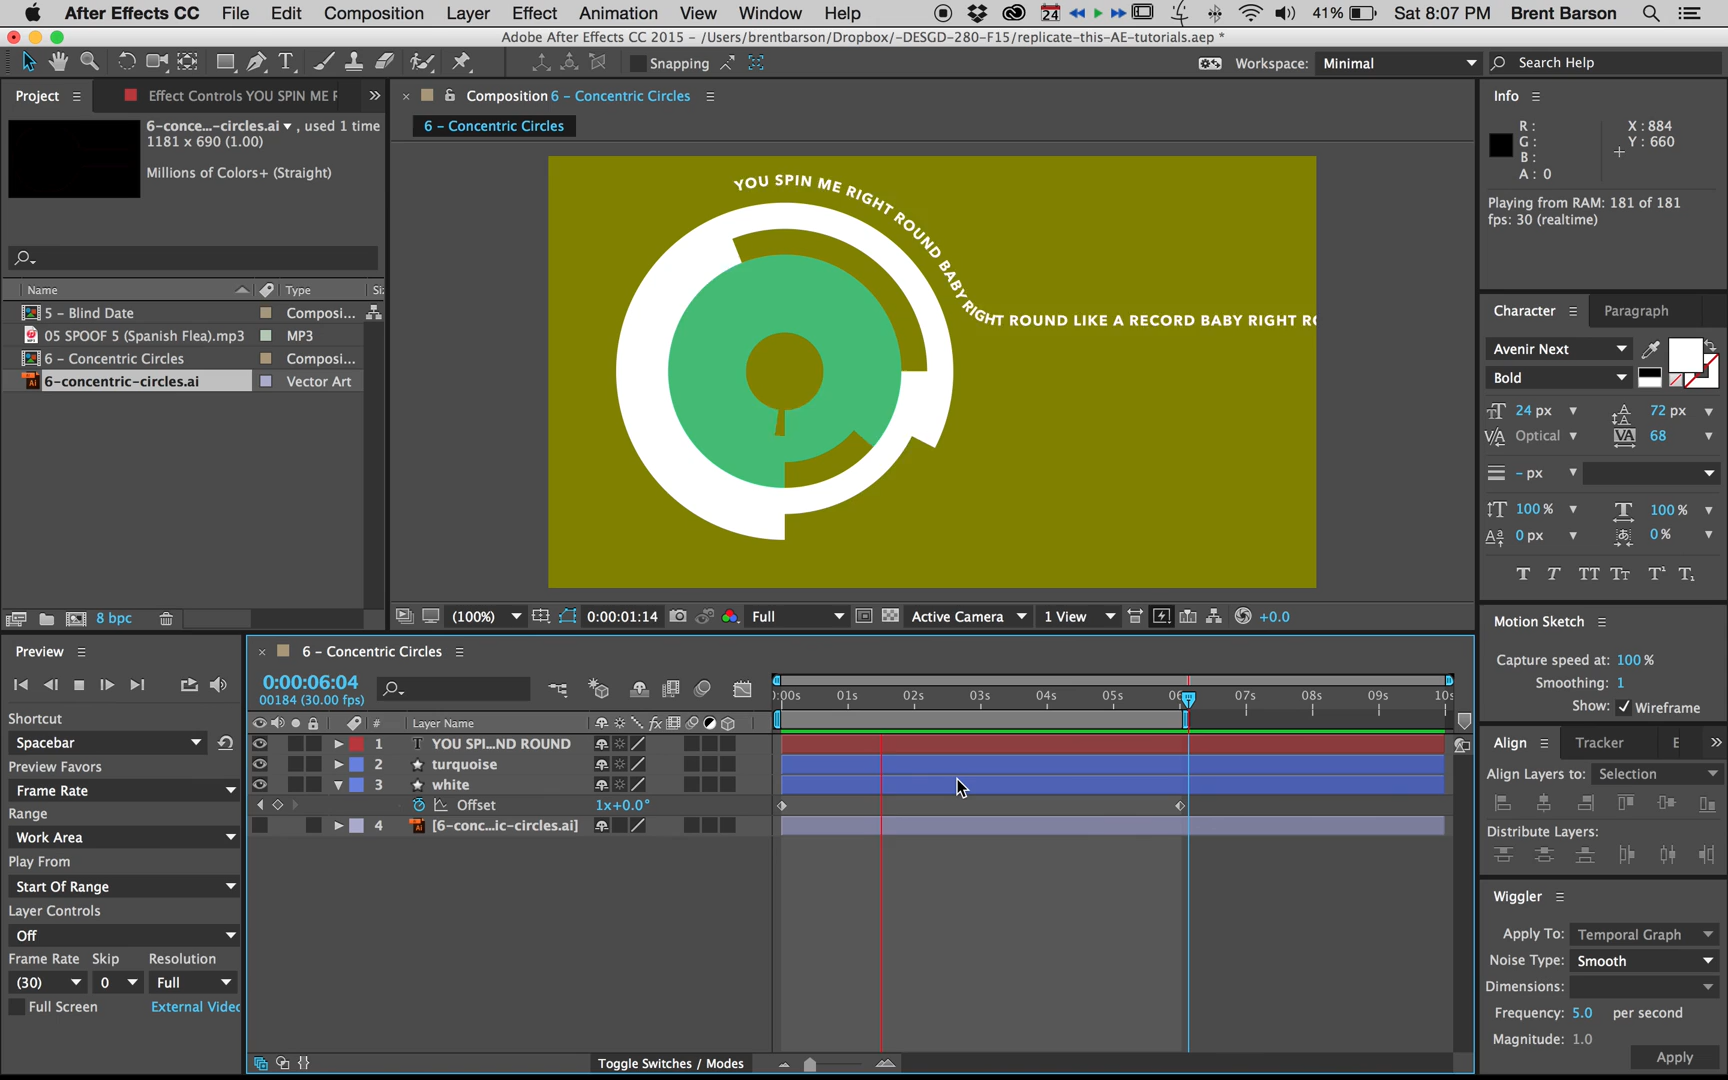 After Effects CC File Edit Composition Layer Effect Animation View Window Help 24 41% Sat 8:07 PM Brent Barson
Adobe After Effects CC 2015 - /Users/brentbarson/Dropbox/-DESGD-280-F15/replicate-this-AE-tutorials.aep *
Snapping Workspace: Minimal Search Help
Project Effect Controls YOU SPIN ME R
6-conce...-circles.ai , used 1 time
1181 x 690 (1.00)
Millions of Colors+ (Straight)
Name Type Siz
5 – Blind Date Composi...
05 SPOOF 5 (Spanish Flea).mp3 MP3
6 – Concentric Circles Composi...
6-concentric-circles.ai Vector Art
8 bpc
Composition 6 – Concentric Circles
6 – Concentric Circles
YOU SPIN ME RIGHT ROUND BABY RIGHT ROUND LIKE A RECORD BABY RIGHT RO
(100%) 0:00:01:14 Full Active Camera 1 View +0.0
Info
R: X : 884
G: Y : 660
B:
A : 0
Playing from RAM: 181 of 181
fps: 30 (realtime)
Character Paragraph
Avenir Next
Bold
24 px 72 px
Optical 68
– px
100 % 100 %
0 px 0 %
T T TT Tt T¹ T₁
Motion Sketch
Capture speed at: 100 %
Smoothing: 1
Show: Wireframe
Align Tracker E
Align Layers to: Selection
Distribute Layers:
Wiggler
Apply To: Temporal Graph
Noise Type: Smooth
Dimensions:
Frequency: 5.0 per second
Magnitude: 1.0
Apply
Preview
Shortcut
Spacebar
Preview Favors
Frame Rate
Range
Work Area
Play From
Start Of Range
Layer Controls
Off
Frame Rate Skip Resolution
(30) 0 Full
Full Screen External Video
6 – Concentric Circles
0:00:06:04
00184 (30.00 fps)
):00s 01s 02s 03s 04s 05s 06 07s 08s 09s 10s
# Layer Name
1 YOU SPI...ND ROUND
2 turquoise
3 white
Offset 1x+0.0°
4 [6-conc...ic-circles.ai]
Toggle Switches / Modes